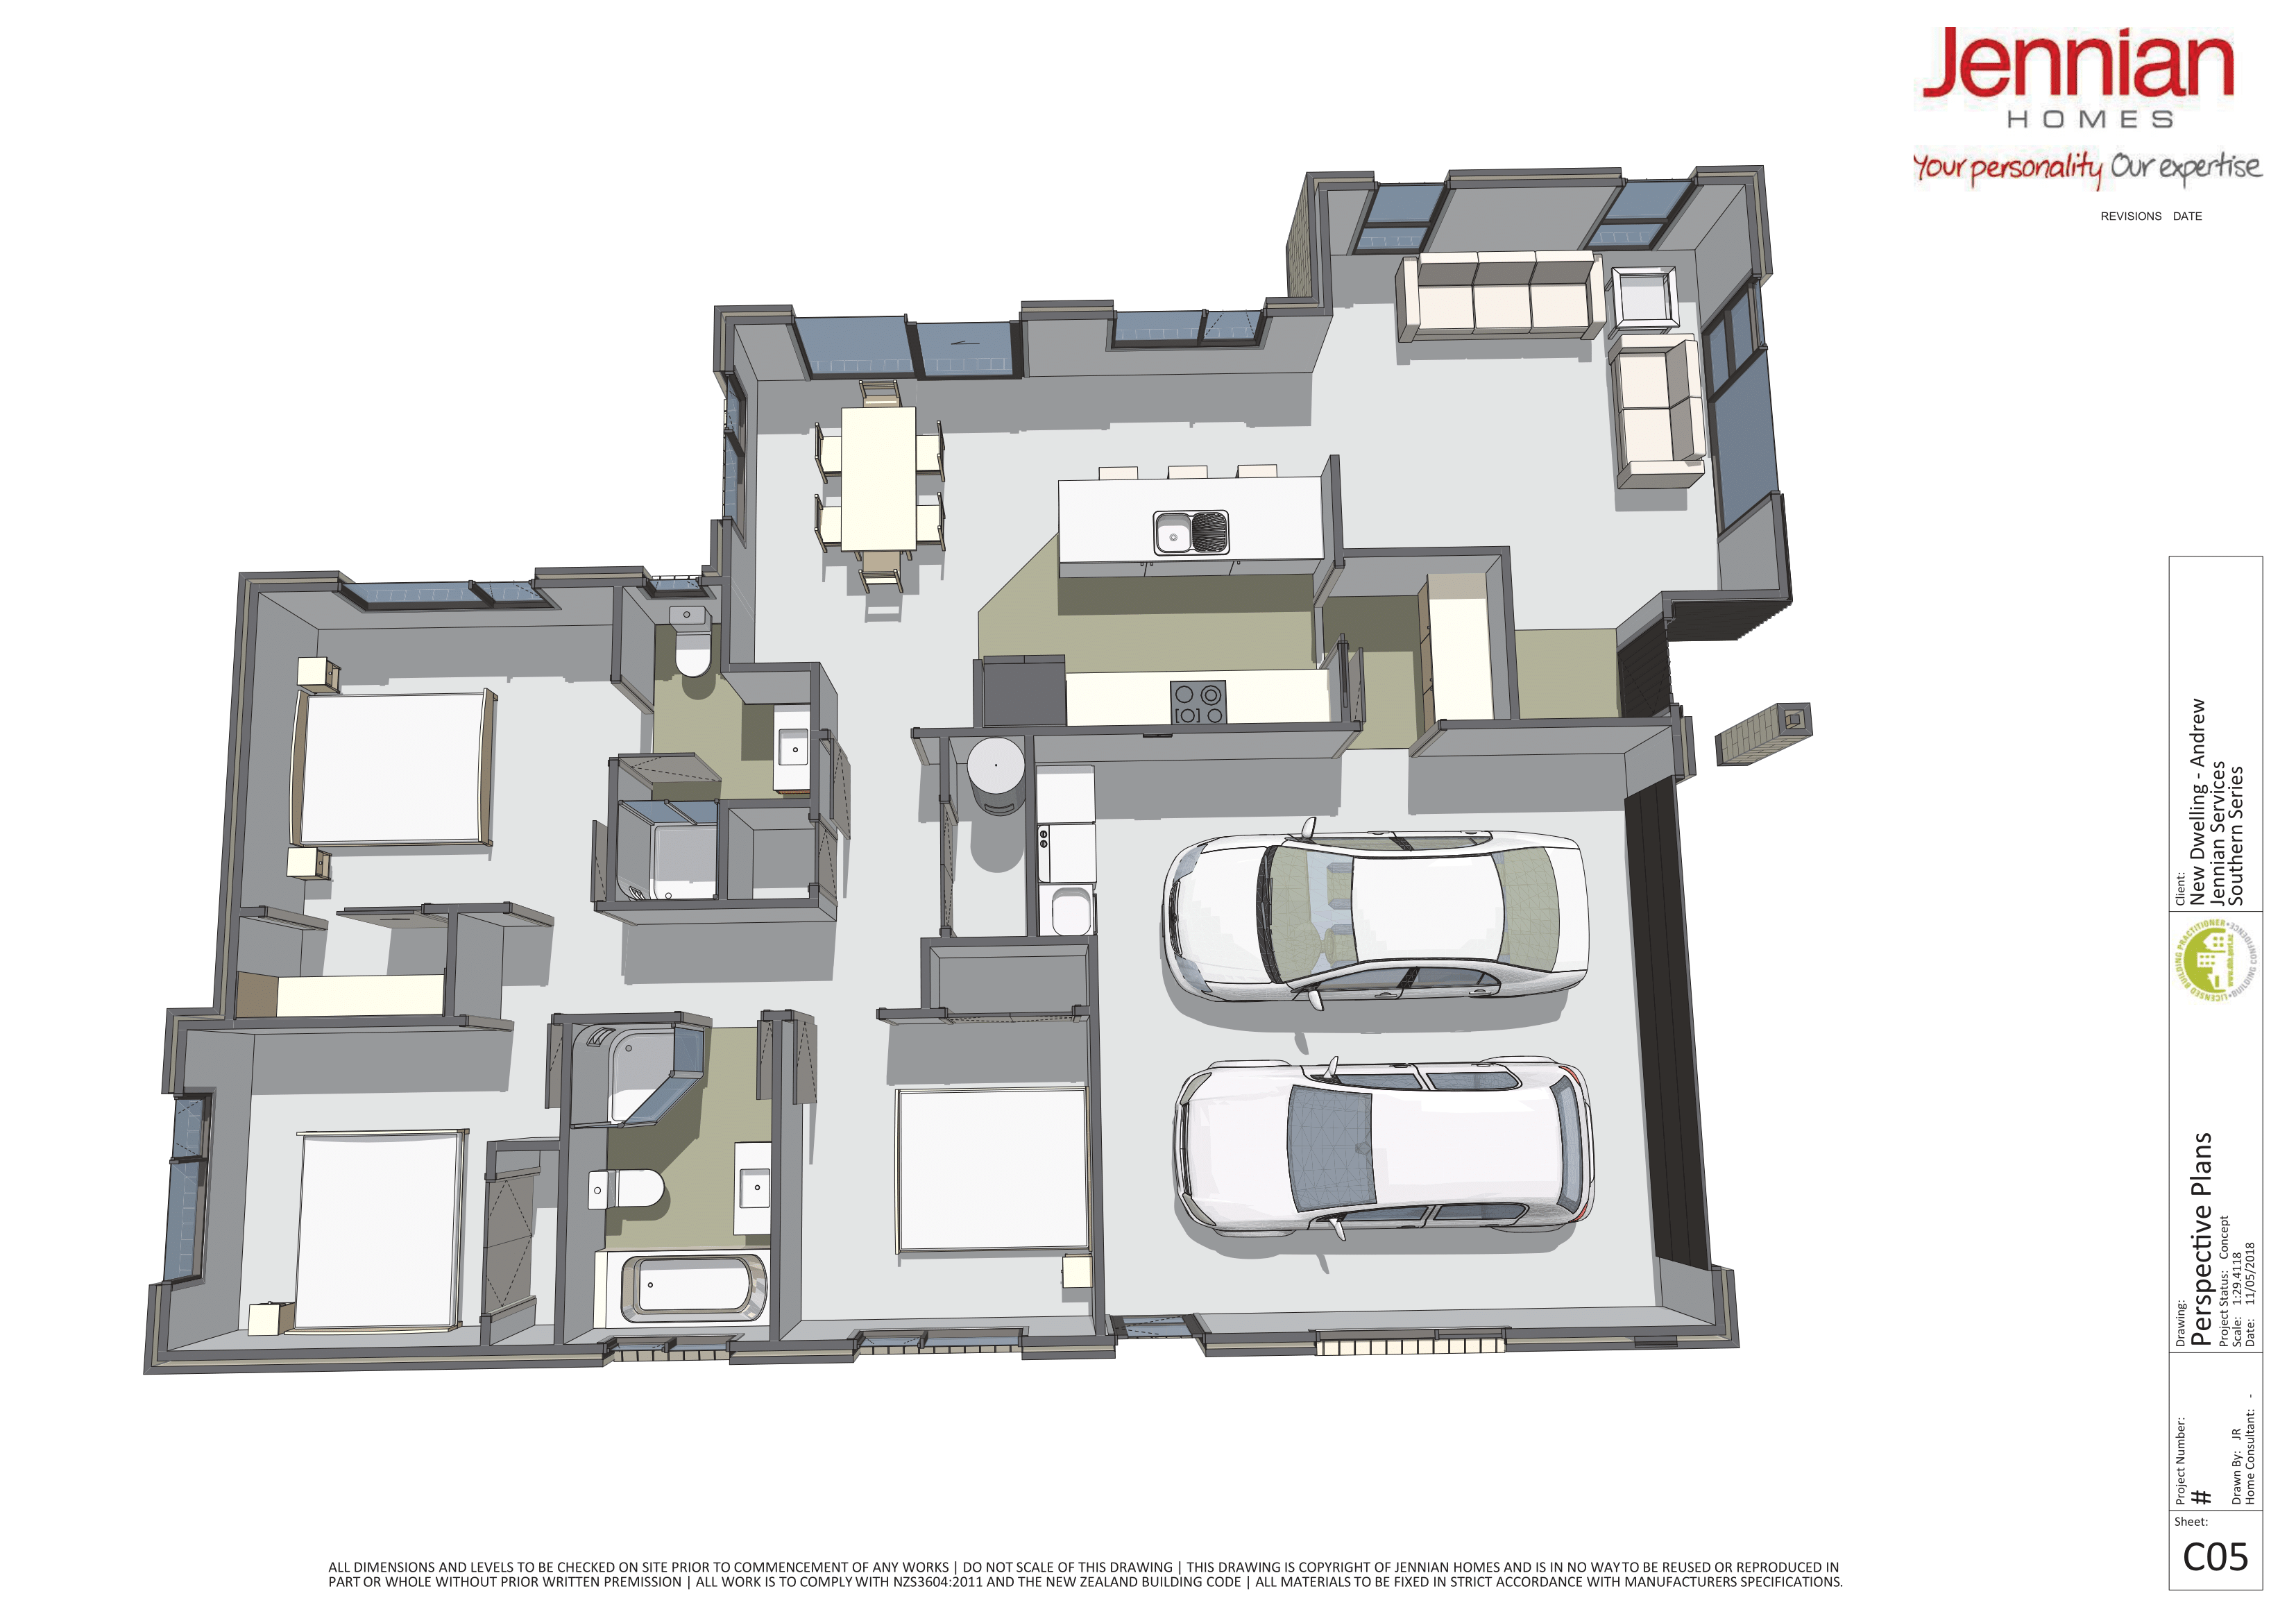 Jennian
HOMES
Your personality Our expertise
REVISIONS DATE
Client:
New Dwelling - Andrew
Jennian Services
Southern Series
LICENSED BUILDING PRACTITIONER
BUILDING CONFIDENCE
www.dbh.govt.nz
Drawing:
Perspective Plans
Project Status: Concept
Scale: 1:29.4118
Date: 11/05/2018
Project Number:
#
Drawn By: JR
Home Consultant: -
Sheet:
C05
ALL DIMENSIONS AND LEVELS TO BE CHECKED ON SITE PRIOR TO COMMENCEMENT OF ANY WORKS | DO NOT SCALE OF THIS DRAWING | THIS DRAWING IS COPYRIGHT OF JENNIAN HOMES AND IS IN NO WAY TO BE REUSED OR REPRODUCED IN
PART OR WHOLE WITHOUT PRIOR WRITTEN PREMISSION | ALL WORK IS TO COMPLY WITH NZS3604:2011 AND THE NEW ZEALAND BUILDING CODE | ALL MATERIALS TO BE FIXED IN STRICT ACCORDANCE WITH MANUFACTURERS SPECIFICATIONS.